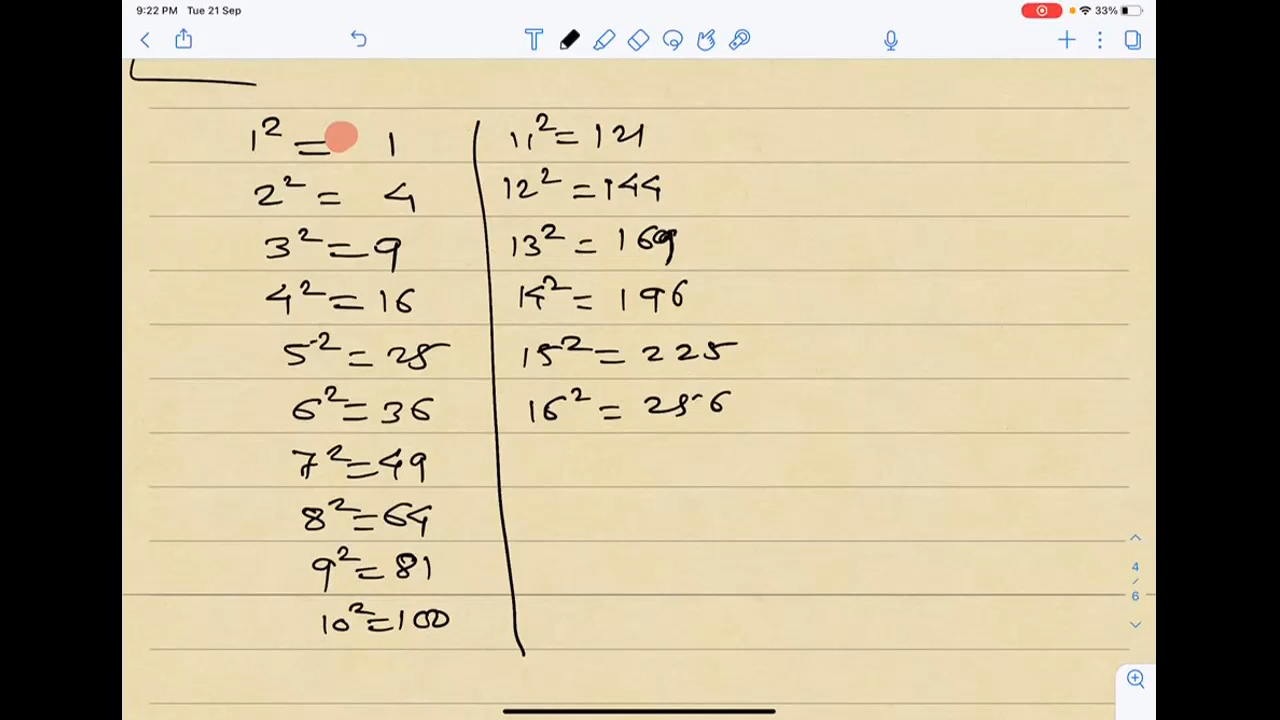 9:22 PM Tue 21 Sep
33%
1² = 1
2² = 4
3² = 9
4² = 16
5² = 25
6² = 36
7² = 49
8² = 64
9² = 81
10² = 100
11² = 121
12² = 144
13² = 169
14² = 196
15² = 225
16² = 256
4
/
6